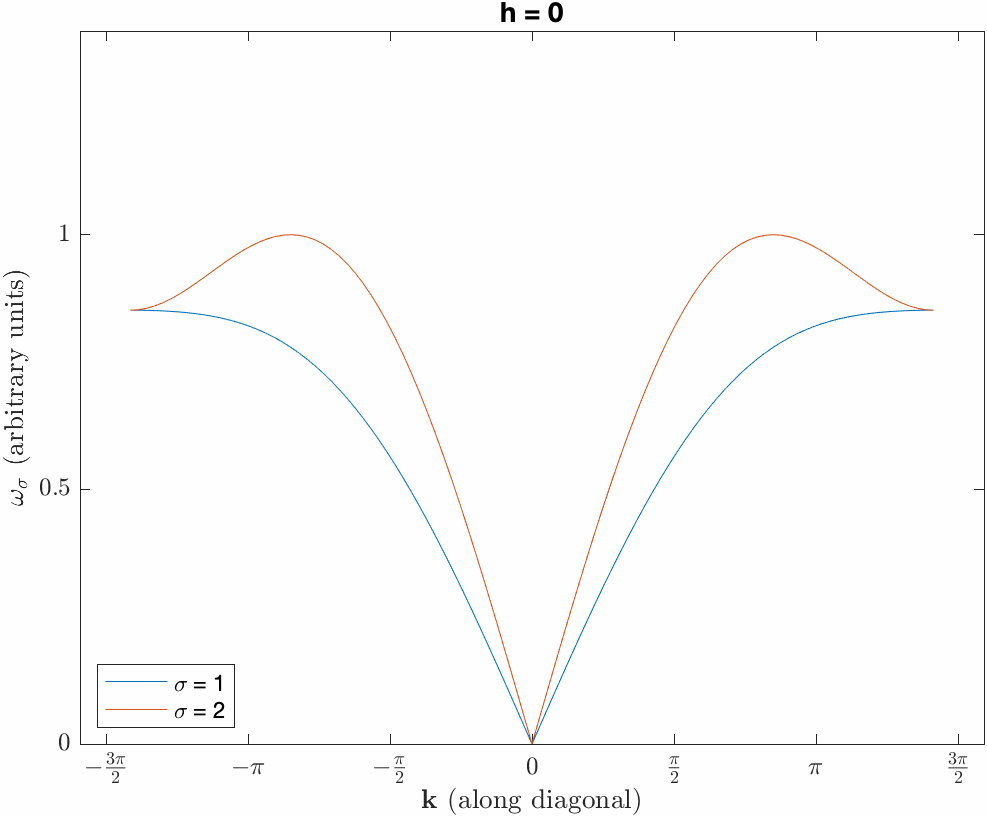 h = 0
ω_σ (arbitrary units)
1
0.5
0
σ = 1
σ = 2
−3π/2 −π −π/2 0 π/2 π 3π/2
k (along diagonal)